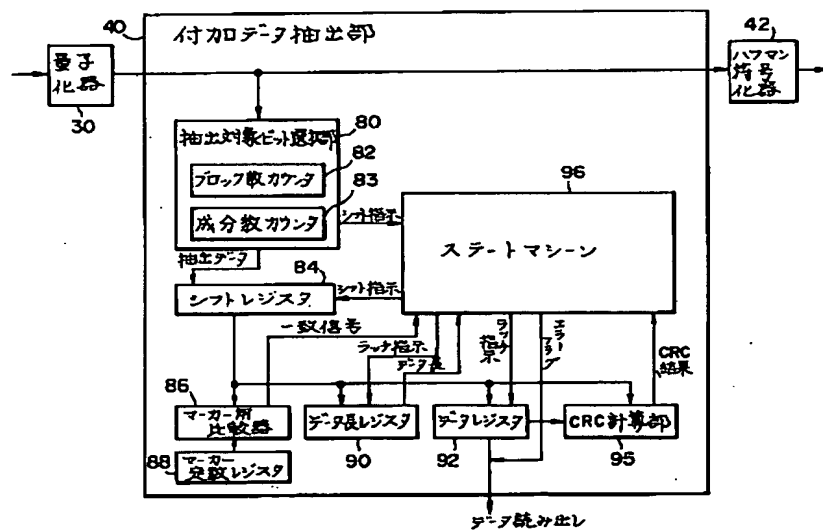 40
付加データ抽出部
量子
化器
30
42
ハフマン
符号
化器
抽出対象ビット選択部
80
ブロック数カウンタ
82
成分数カウンタ
83
シフト指示
抽出データ
96
ステートマシーン
84
シフトレジスタ
シフト指示
一致信号
ラッチ指示
データ長
ラッチ
指示
エラー
フラグ
CRC
結果
86
マーカー用
比較器
88
マーカー
定数レジスタ
データ長レジスタ
90
データレジスタ
92
CRC計算部
95
データ読み出し